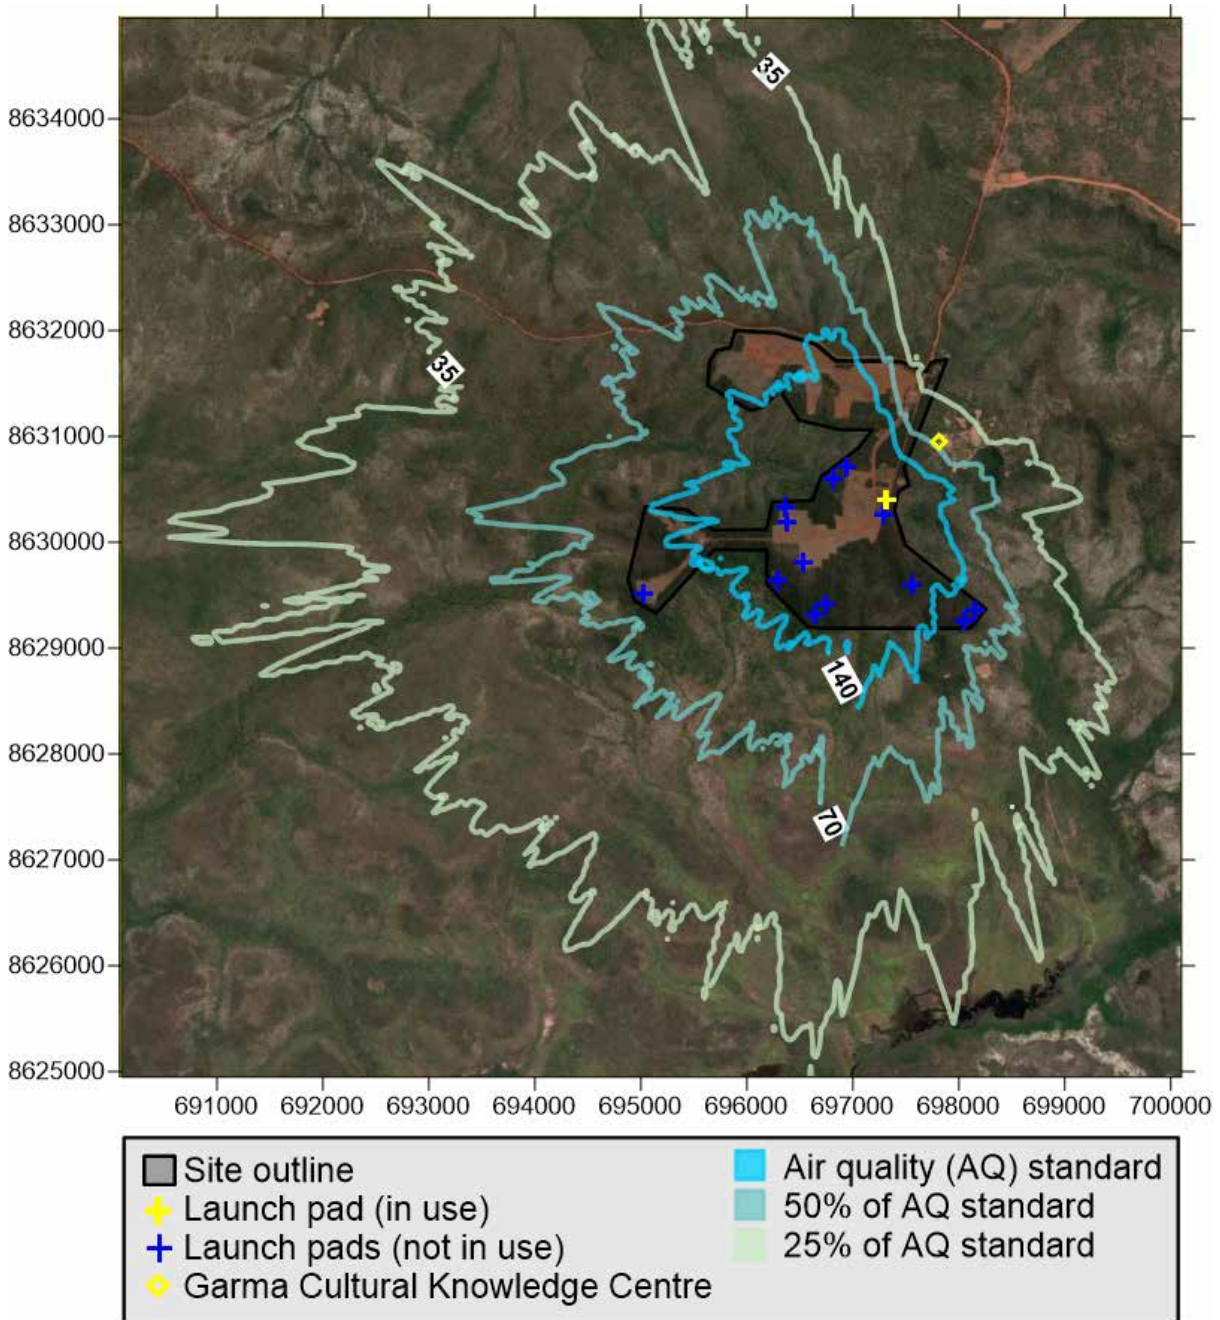 35
8634000
8633000
8632000
35
8631000
8630000
8629000
140
8628000
70
8627000
8626000
8625000
691000 692000 693000 694000 695000 696000 697000 698000 699000 700000
Site outline
Launch pad (in use)
Launch pads (not in use)
Garma Cultural Knowledge Centre
Air quality (AQ) standard
50% of AQ standard
25% of AQ standard